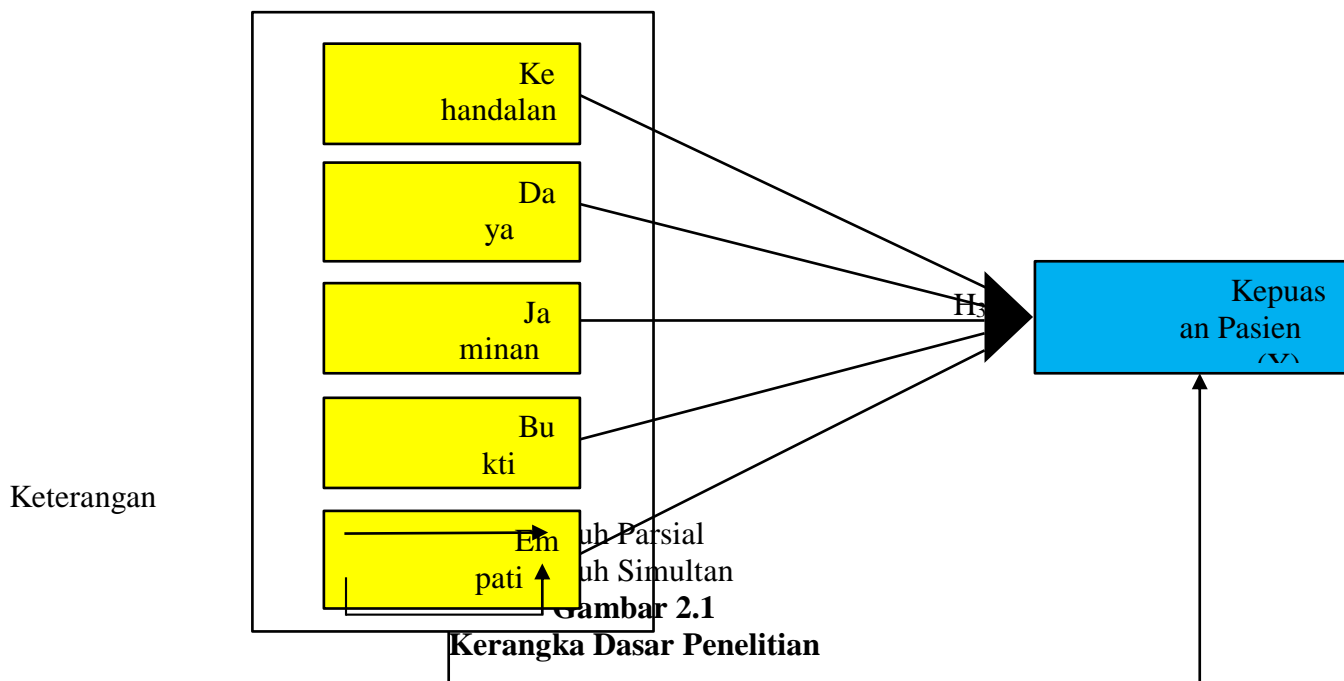 Ke
handalan
Da
ya
Ja
minan
Bu
kti
Em
pati
H₃
Kepuas
an Pasien
Keterangan
uh Parsial
uh Simultan
Gambar 2.1
Kerangka Dasar Penelitian